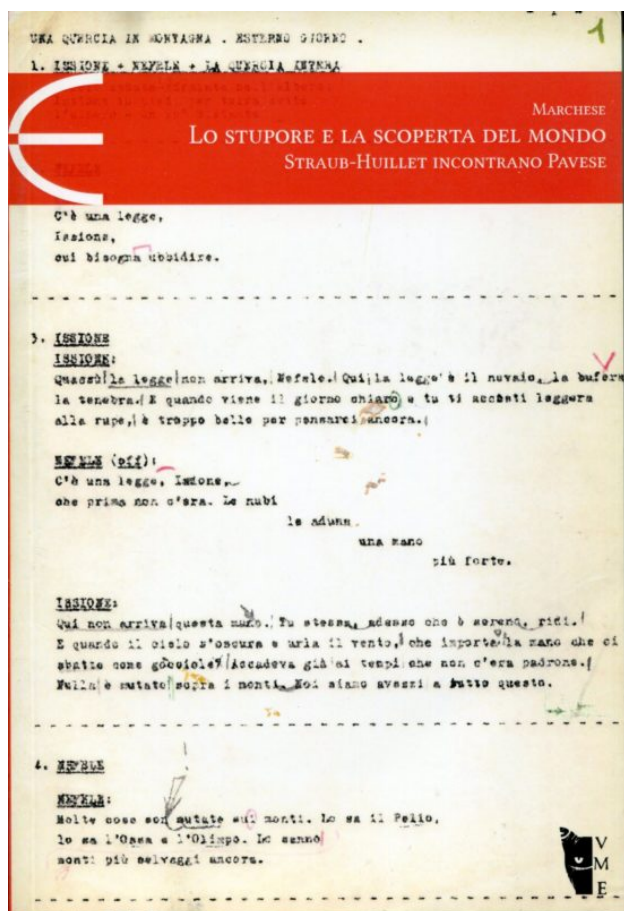 UNA QUERCIA IN MONTAGNA . ESTERNO GIORNO .
1
1. ISSIONE + NEFELE + LA QUERCIA INTERA
MARCHESE
LO STUPORE E LA SCOPERTA DEL MONDO
STRAUB-HUILLET INCONTRANO PAVESE
NEFELE
C'è una legge,
Issione,
cui bisogna ubbidire.
3. ISSIONE
ISSIONE:
Quassù la legge non arriva, Nefele. Qui la legge è il nevaio, la bufera
la tenebra. E quando viene il giorno chiaro e tu ti accosti leggera
alla rupe, è troppo bello per pensarci ancora.
NEFELE (off):
C'è una legge, Issione,
che prima non c'era. Le nubi
le aduna
una mano
più forte.
ISSIONE:
Qui non arriva questa mano. Tu stessa, adesso che è sereno, ridi.
E quando il cielo s'oscura e urla il vento, che importa la mano che ci
sbatte come gocciole? Accadeva già ai tempi che non c'era padrone.
Nulla è mutato sopra i monti. Noi siamo avezzi a tutto questo.
4. NEFELE
NEFELE:
Molte cose son mutate sui monti. Lo sa il Pelio,
lo sa l'Ossa e l'Olimpo. Lo sanno
monti più selvaggi ancora.
V
M
E